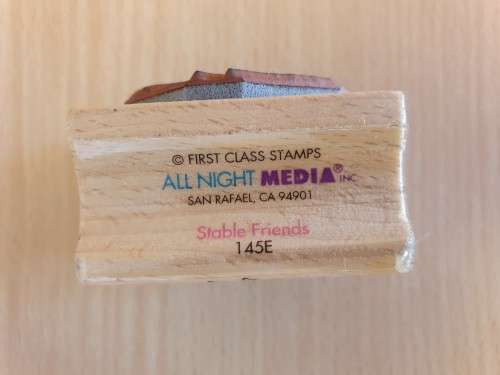 © FIRST CLASS STAMPS
ALL NIGHT MEDIA® INC
SAN RAFAEL, CA 94901
Stable Friends
145E